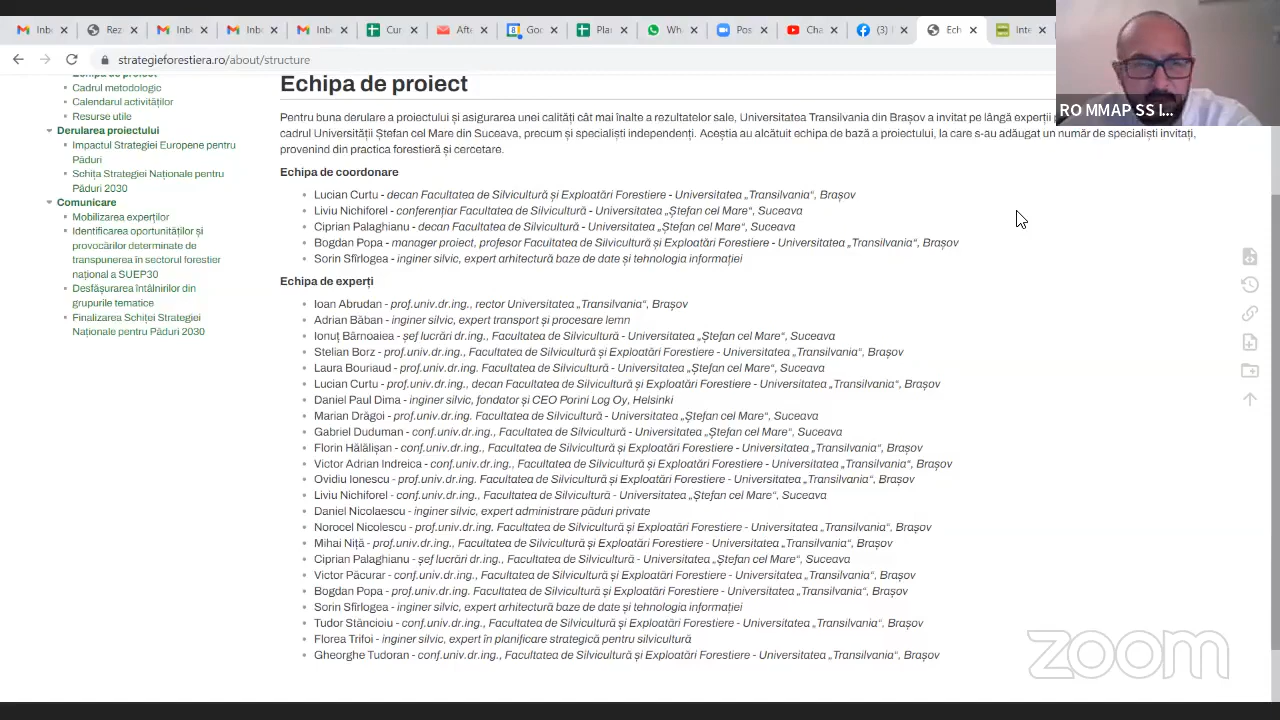 Inb
Rez
Inb
Inb
Inb
Cur
Afte
Goo
Plan
Wha
Pos
Cha
(3)
Ech
Inte
strategieforestiera.ro/about/structure
RO MMAP SS I...
Echipa de proiect
Cadrul metodologic
Calendarul activităților
Resurse utile
Derularea proiectului
Impactul Strategiei Europene pentru
Păduri
Schița Strategiei Naționale pentru
Păduri 2030
Comunicare
Mobilizarea experților
Identificarea oportunităților și
provocărilor determinate de
transpunerea în sectorul forestier
național a SUEP30
Desfășurarea întâlnirilor din
grupurile tematice
Finalizarea Schiței Strategiei
Naționale pentru Păduri 2030
Echipa de proiect
Pentru buna derulare a proiectului și asigurarea unei calități cât mai înalte a rezultatelor sale, Universitatea Transilvania din Brașov a invitat pe lângă experții
cadrul Universității Ștefan cel Mare din Suceava, precum și specialiști independenți. Aceștia au alcătuit echipa de bază a proiectului, la care s-au adăugat un număr de specialiști invitați,
provenind din practica forestieră și cercetare.
Echipa de coordonare
Lucian Curtu - decan Facultatea de Silvicultură și Exploatări Forestiere - Universitatea „Transilvania“, Brașov
Liviu Nichiforel - conferențiar Facultatea de Silvicultură - Universitatea „Ștefan cel Mare“, Suceava
Ciprian Palaghianu - decan Facultatea de Silvicultură - Universitatea „Ștefan cel Mare“, Suceava
Bogdan Popa - manager proiect, profesor Facultatea de Silvicultură și Exploatări Forestiere - Universitatea „Transilvania“, Brașov
Sorin Sfîrlogea - inginer silvic, expert arhitectură baze de date și tehnologia informației
Echipa de experți
Ioan Abrudan - prof.univ.dr.ing., rector Universitatea „Transilvania“, Brașov
Adrian Băban - inginer silvic, expert transport și procesare lemn
Ionuț Bărnoaiea - șef lucrări dr.ing., Facultatea de Silvicultură - Universitatea „Ștefan cel Mare“, Suceava
Stelian Borz - prof.univ.dr.ing., Facultatea de Silvicultură și Exploatări Forestiere - Universitatea „Transilvania“, Brașov
Laura Bouriaud - prof.univ.dr.ing. Facultatea de Silvicultură - Universitatea „Ștefan cel Mare“, Suceava
Lucian Curtu - prof.univ.dr.ing., decan Facultatea de Silvicultură și Exploatări Forestiere - Universitatea „Transilvania“, Brașov
Daniel Paul Dima - inginer silvic, fondator și CEO Porini Log Oy, Helsinki
Marian Drăgoi - prof.univ.dr.ing. Facultatea de Silvicultură - Universitatea „Ștefan cel Mare“, Suceava
Gabriel Duduman - conf.univ.dr.ing., Facultatea de Silvicultură - Universitatea „Ștefan cel Mare“, Suceava
Florin Hălălișan - conf.univ.dr.ing., Facultatea de Silvicultură și Exploatări Forestiere - Universitatea „Transilvania“, Brașov
Victor Adrian Indreica - conf.univ.dr.ing., Facultatea de Silvicultură și Exploatări Forestiere - Universitatea „Transilvania“, Brașov
Ovidiu Ionescu - prof.univ.dr.ing., Facultatea de Silvicultură și Exploatări Forestiere - Universitatea „Transilvania“, Brașov
Liviu Nichiforel - conf.univ.dr.ing., Facultatea de Silvicultură - Universitatea „Ștefan cel Mare“, Suceava
Daniel Nicolaescu - inginer silvic, expert administrare păduri private
Norocel Nicolescu - prof.univ.dr.ing. Facultatea de Silvicultură și Exploatări Forestiere - Universitatea „Transilvania“, Brașov
Mihai Niță - prof.univ.dr.ing., Facultatea de Silvicultură și Exploatări Forestiere - Universitatea „Transilvania“, Brașov
Ciprian Palaghianu - șef lucrări dr.ing., Facultatea de Silvicultură - Universitatea „Ștefan cel Mare“, Suceava
Victor Păcurar - conf.univ.dr.ing., Facultatea de Silvicultură și Exploatări Forestiere - Universitatea „Transilvania“, Brașov
Bogdan Popa - prof.univ.dr.ing. Facultatea de Silvicultură și Exploatări Forestiere - Universitatea „Transilvania“, Brașov
Sorin Sfîrlogea - inginer silvic, expert arhitectură baze de date și tehnologia informației
Tudor Stăncioiu - conf.univ.dr.ing., Facultatea de Silvicultură și Exploatări Forestiere - Universitatea „Transilvania“, Brașov
Florea Trifoi - inginer silvic, expert în planificare strategică pentru silvicultură
Gheorghe Tudoran - conf.univ.dr.ing., Facultatea de Silvicultură și Exploatări Forestiere - Universitatea „Transilvania“, Brașov
zoom